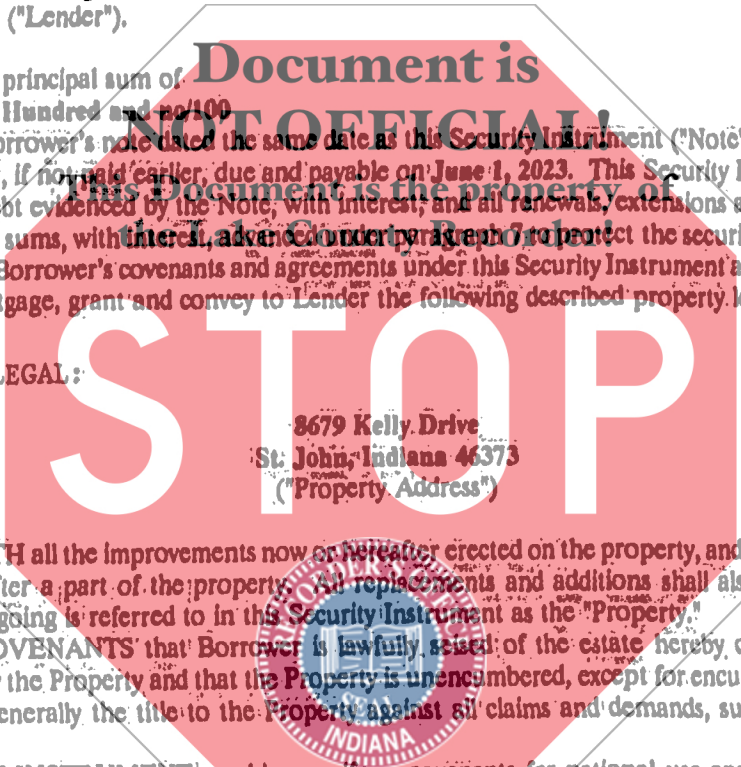 ("Lender").
principal sum of
Document is
Hundred and no/100
NOT OFFICIAL!
orrower's note dated the same date as this Security Instrument ("Note"
, if not paid earlier, due and payable on June 1, 2023. This Security I
This Document is the property of
ot evidenced by the Note, with interest, and all renewals, extensions a
the Lake County Recorder!
sums, with interest, advanced under paragraph 7 to protect the securi
Borrower's covenants and agreements under this Security Instrument a
gage, grant and convey to Lender the following described property l
STOP
LEGAL:
8679 Kelly Drive
St. John, Indiana 46373
("Property Address")
H all the improvements now or hereafter erected on the property, and
fter a part of the property. All replacements and additions shall als
going is referred to in this Security Instrument as the "Property."
OVENANTS that Borrower is lawfully seised of the estate hereby c
the Property and that the Property is unencumbered, except for encu
enerally the title to the Property against all claims and demands, su
RECORDER'S
SEAL
INDIANA